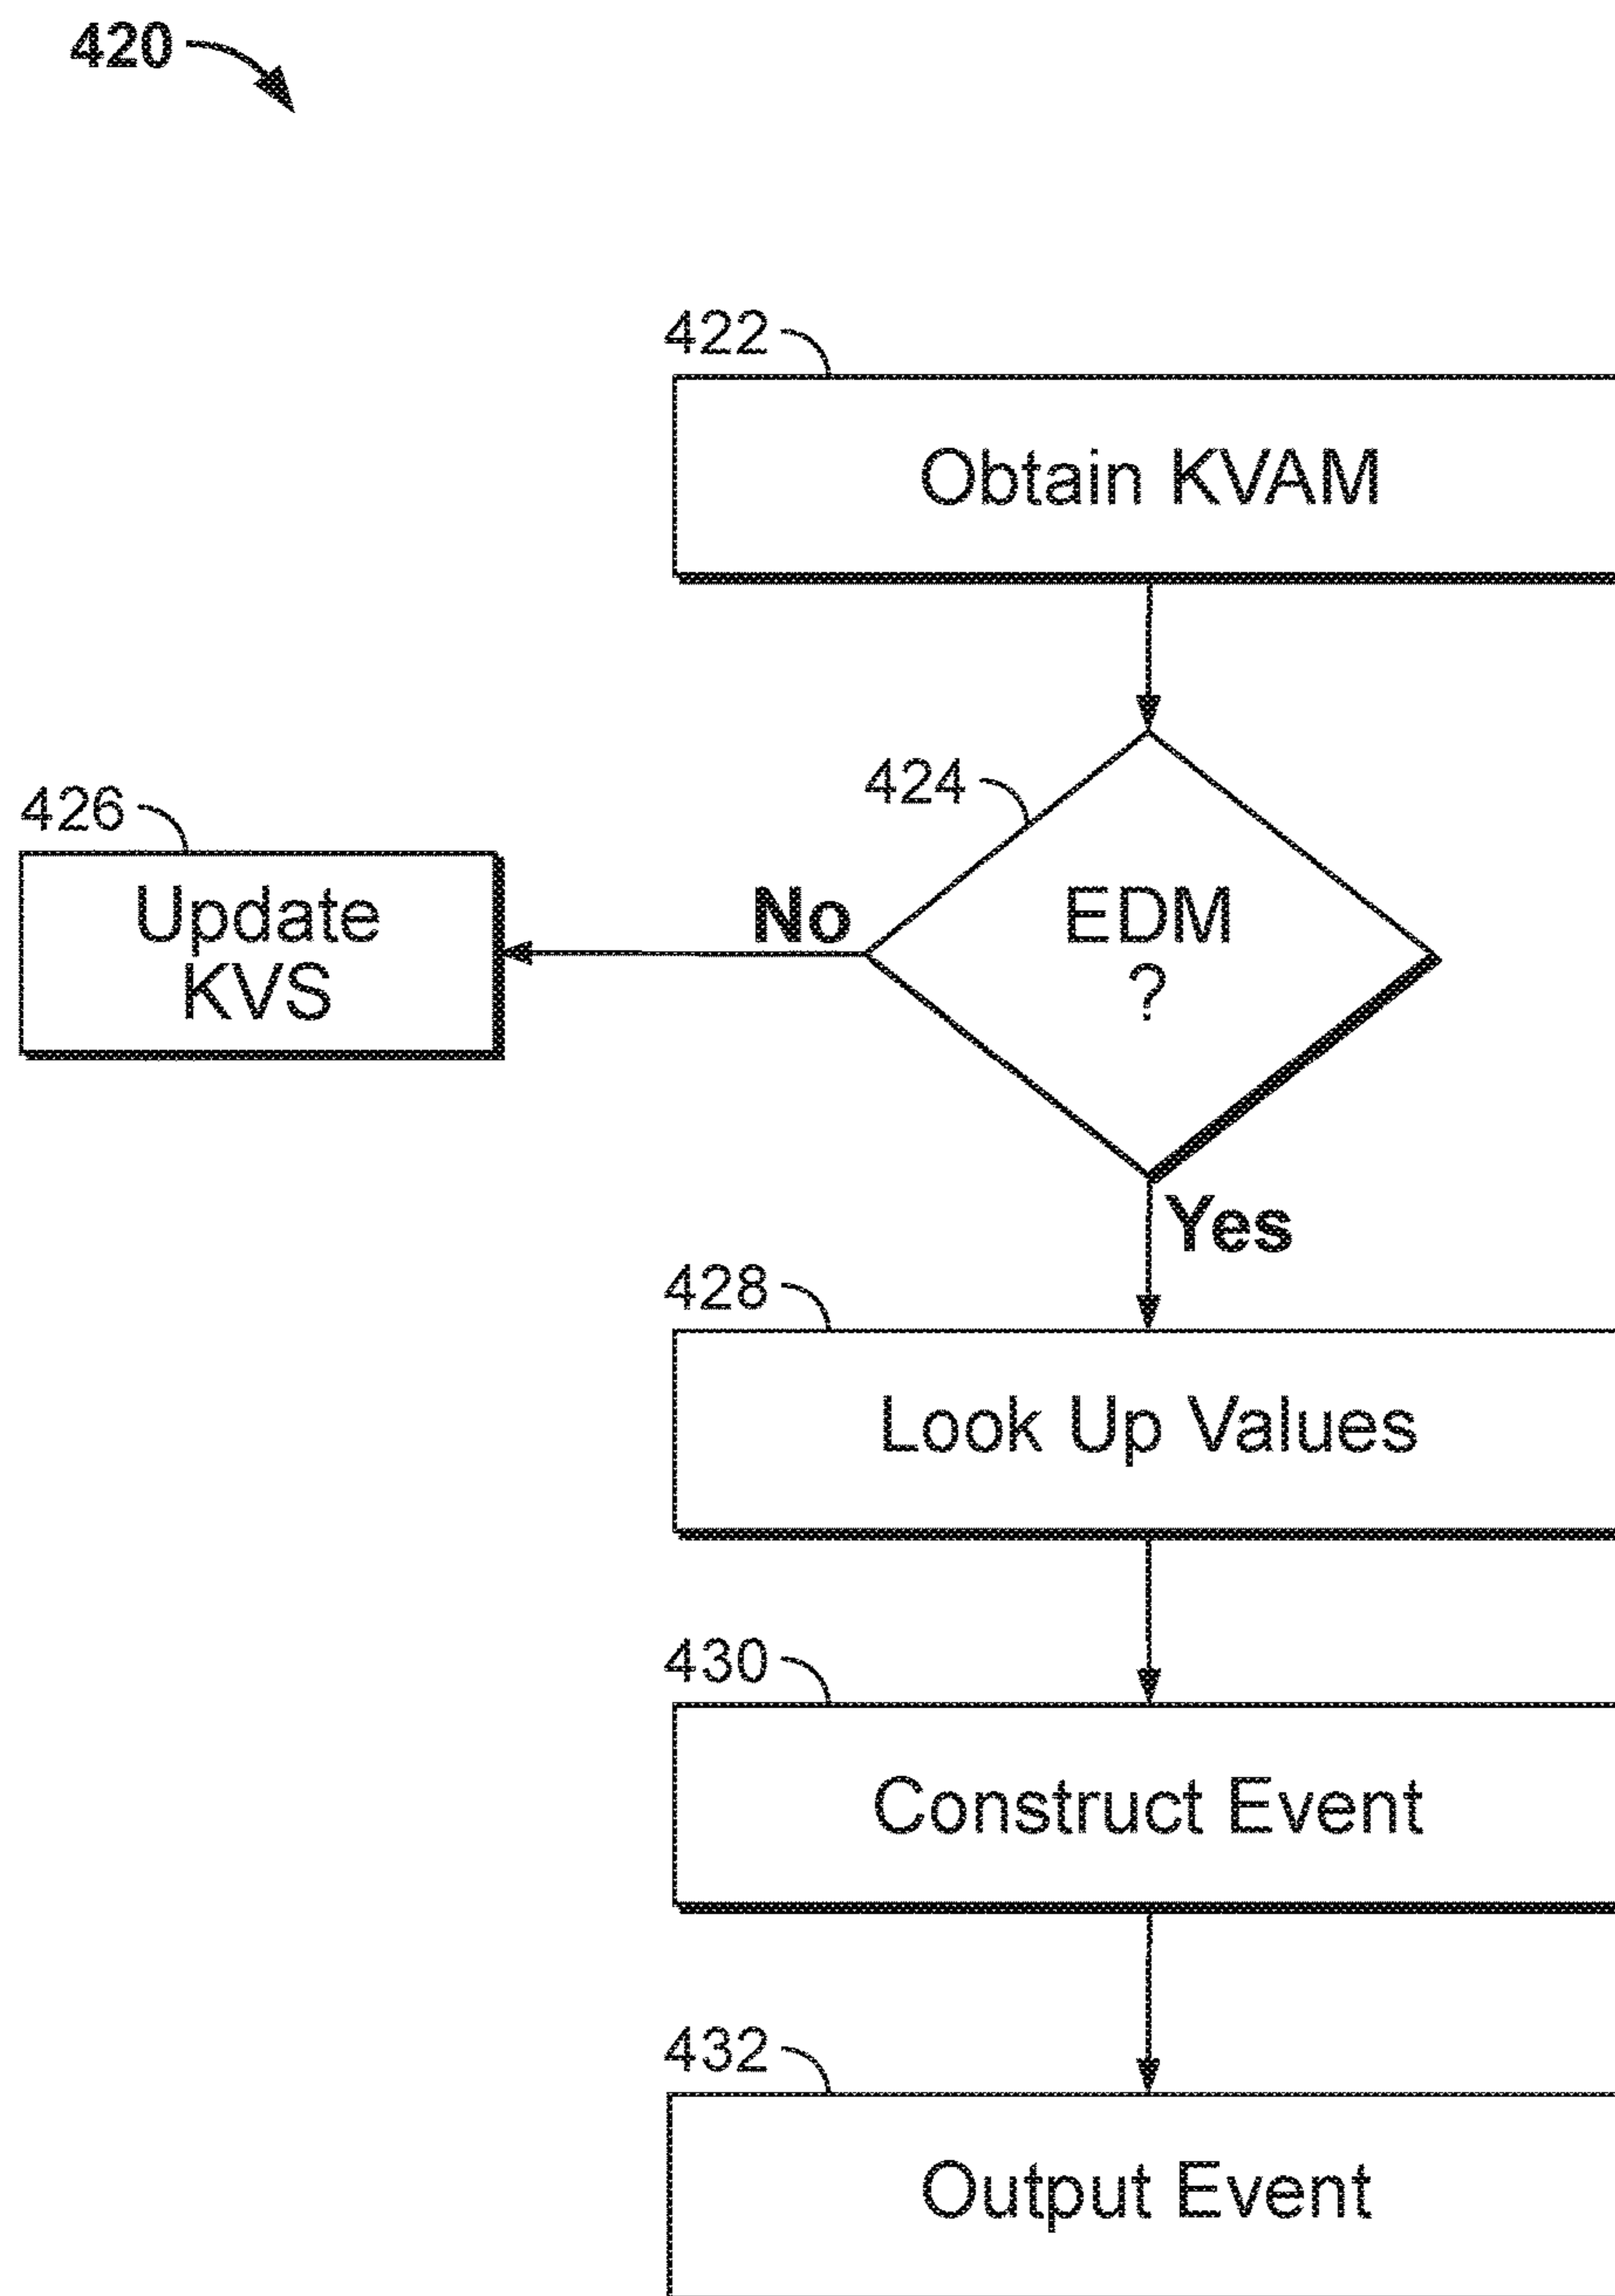 420
422
Obtain KVAM
424
EDM
?
No
426
Update
KVS
Yes
428
Look Up Values
430
Construct Event
432
Output Event